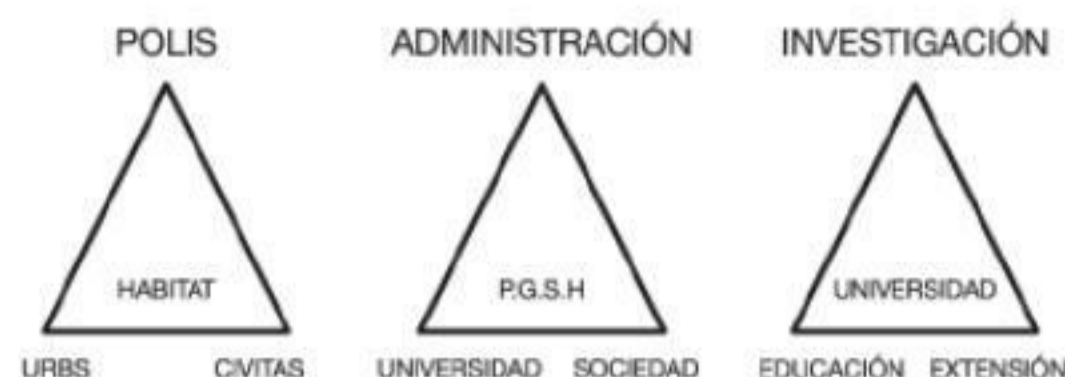 POLIS
ADMINISTRACIÓN
INVESTIGACIÓN
HABITAT
P.G.S.H
UNIVERSIDAD
URBS
CIVITAS
UNIVERSIDAD
SOCIEDAD
EDUCACIÓN
EXTENSIÓN